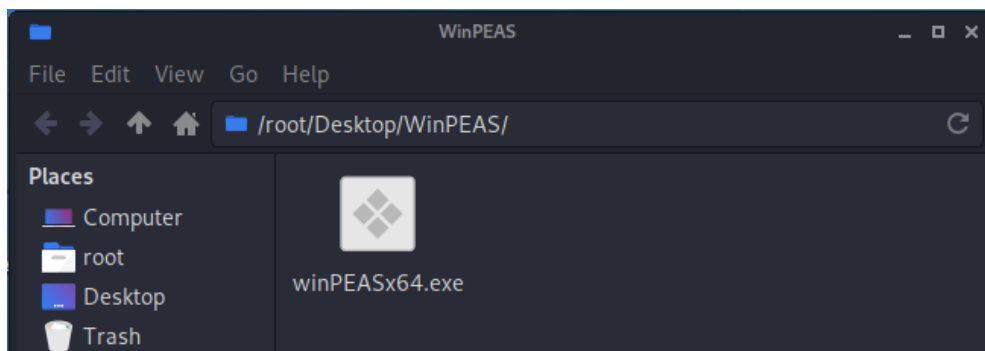 WinPEAS
File Edit View Go Help
/root/Desktop/WinPEAS/
Places
Computer
root
Desktop
Trash
winPEASx64.exe